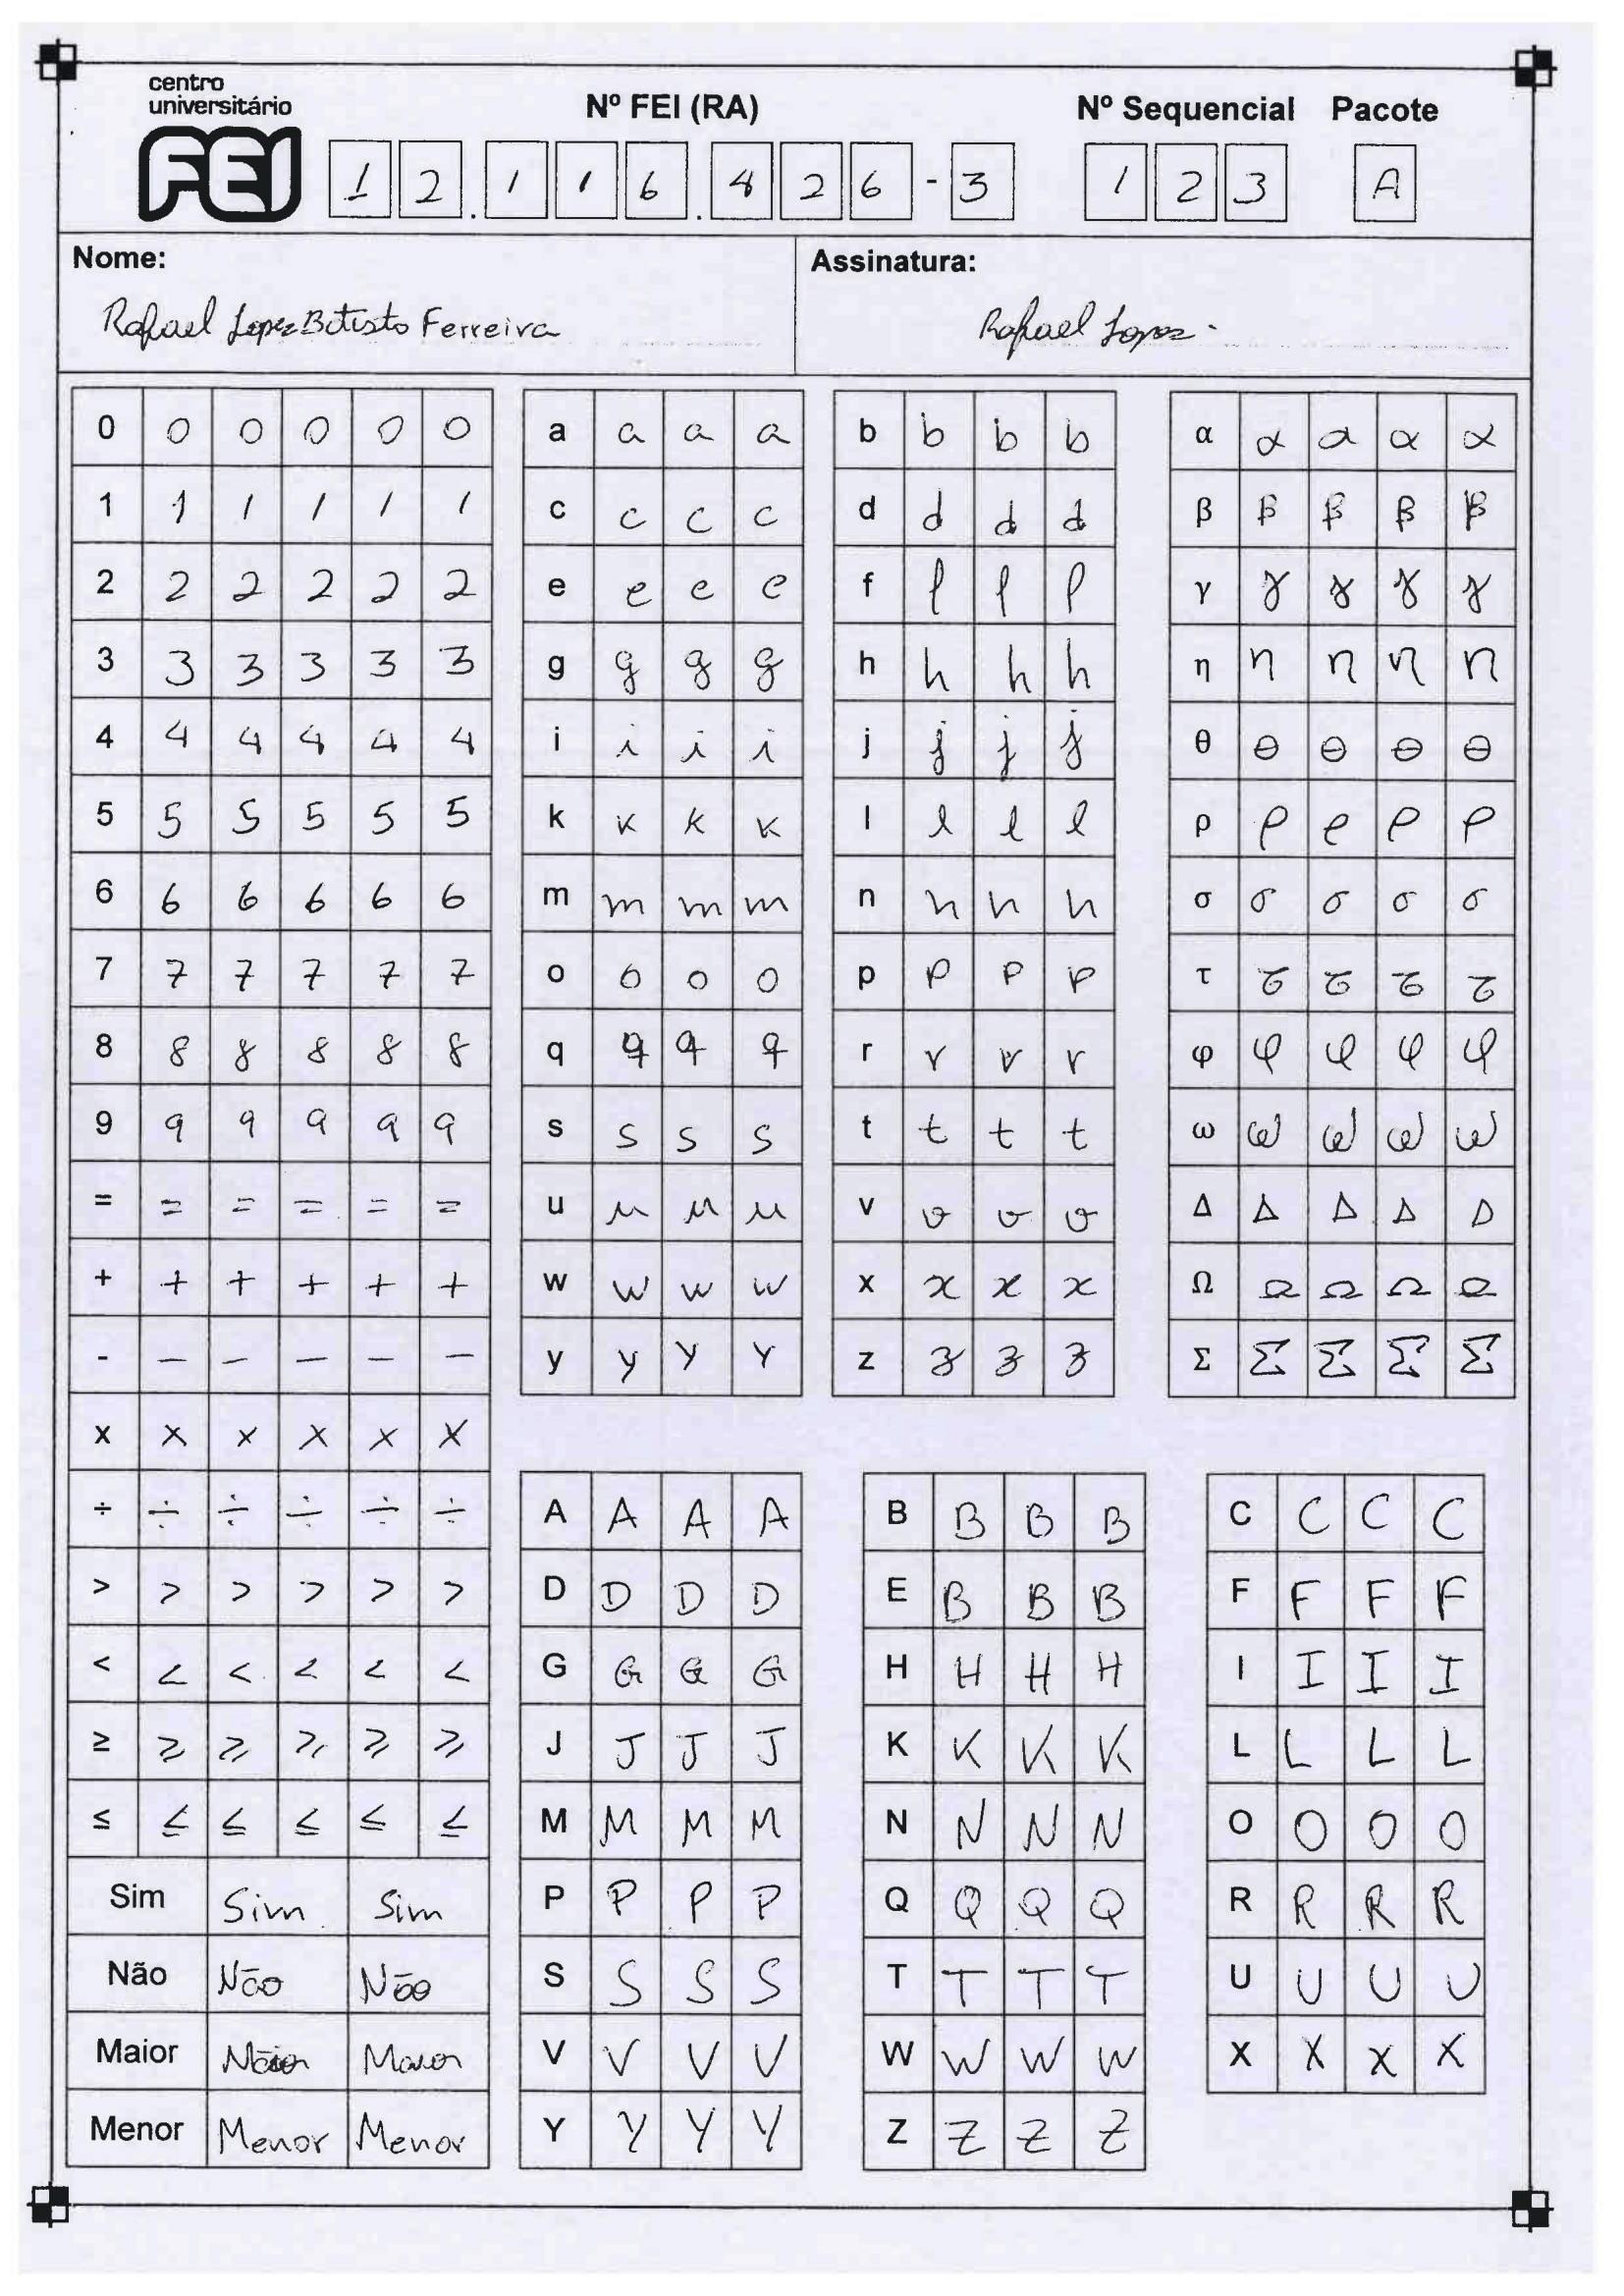 centro
universitário
FEI
Nº FEI (RA)
Nº Sequencial Pacote
1 2 . 1 1 6 . 4 2 6 - 3
1 2 3
A
Nome:
Rafael Lopez Batista Ferreira
Assinatura:
Rafael Lopez
0 0 0 0 0 0
1 1 1 1 1 1
2 2 2 2 2 2
3 3 3 3 3 3
4 4 4 4 4 4
5 5 5 5 5 5
6 6 6 6 6 6
7 7 7 7 7 7
8 8 8 8 8 8
9 9 9 9 9 9
= = = = = =
+ + + + + +
- - - - - -
x x x x x x
÷ ÷ ÷ ÷ ÷ ÷
> > > > > >
< < < < < <
≥ ≥ ≥ ≥ ≥ ≥
≤ ≤ ≤ ≤ ≤ ≤
Sim Sim Sim
Não Não Não
Maior Maior
Menor Menor Menor
a a a a
c c c c
e e e e
g g g g
i i i i
k k k k
m m m m
o o o o
q q q q
s s s s
u u u u
w w w w
y y y y
b b b b
d d d d
f f f f
h h h h
j j j j
l l l l
n n n n
p p p p
r r r r
t t t t
v v v v
x x x x
z z z z
α α α α α
β β β β β
γ γ γ γ γ
η η η η η
θ θ θ θ θ
ρ ρ ρ ρ ρ
σ σ σ σ σ
τ τ τ τ τ
φ φ φ φ φ
ω ω ω ω ω
Δ Δ Δ Δ Δ
Ω Ω Ω Ω Ω
Σ Σ Σ Σ Σ
A A A A
D D D D
G G G G
J J J J
M M M M
P P P P
S S S S
V V V V
Y Y Y Y
B B B B
E B B B
H H H H
K K K K
N N N N
Q Q Q Q
T T T T
W W W W
Z Z Z Z
C C C C
F F F F
I I I I
L L L L
O O O O
R R R R
U U U U
X X X X